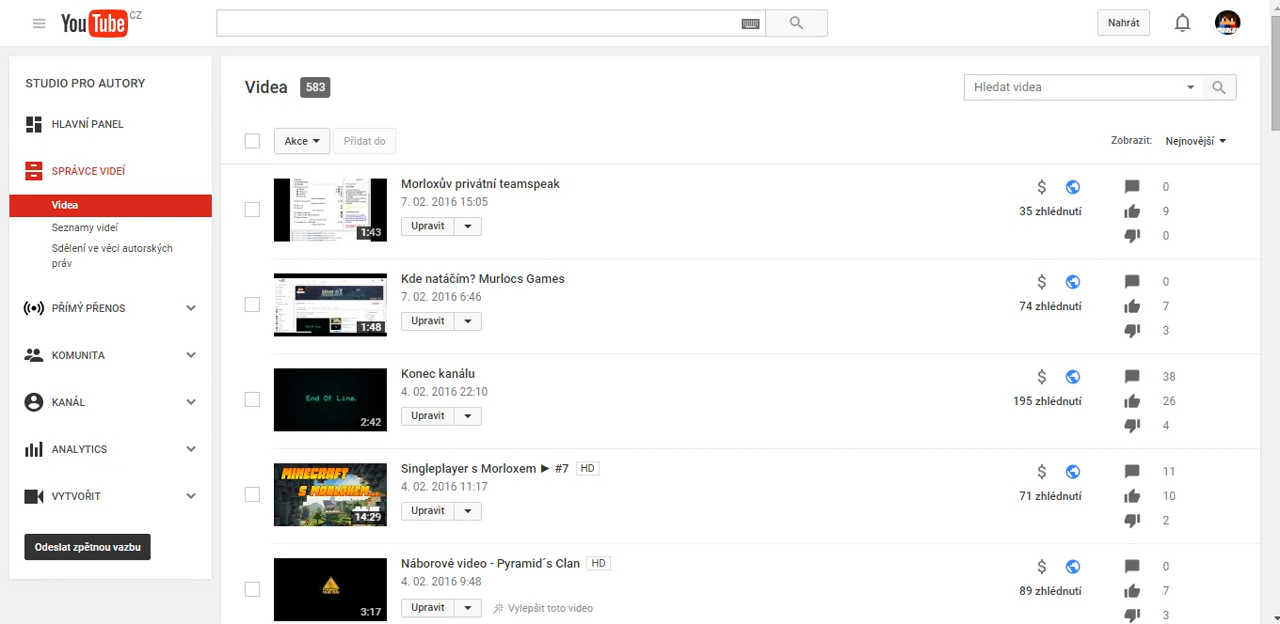 YouTube CZ
Nahrát
STUDIO PRO AUTORY
HLAVNÍ PANEL
SPRÁVCE VIDEÍ
Videa
Seznamy videí
Sdělení ve věci autorských
práv
PŘÍMÝ PŘENOS
KOMUNITA
KANÁL
ANALYTICS
VYTVOŘIT
Odeslat zpětnou vazbu
Videa 583
Hledat videa
Akce Přidat do
Zobrazit: Nejnovější
1:43
Morloxův privátní teamspeak
7. 02. 2016 15:05
Upravit
$
35 zhlédnutí
0
9
0
1:48
Kde natáčím? Murlocs Games
7. 02. 2016 6:46
Upravit
$
74 zhlédnutí
0
7
3
End Of Line.
2:42
Konec kanálu
4. 02. 2016 22:10
Upravit
$
195 zhlédnutí
38
26
4
MINECRAFT
S MORLOXEM...
14:29
Singleplayer s Morloxem ► #7 HD
4. 02. 2016 11:17
Upravit
$
71 zhlédnutí
11
10
2
3:17
Náborové video - Pyramid´s Clan HD
4. 02. 2016 9:48
Upravit
Vylepšit toto video
$
89 zhlédnutí
0
7
3